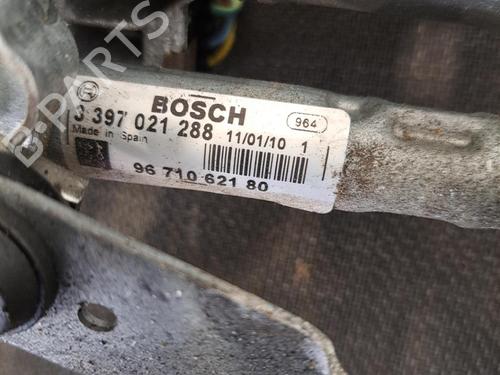 B-PARTS
BOSCH
3 397 021 288 11/01/10 1
964
Made in Spain
96 710 621 80